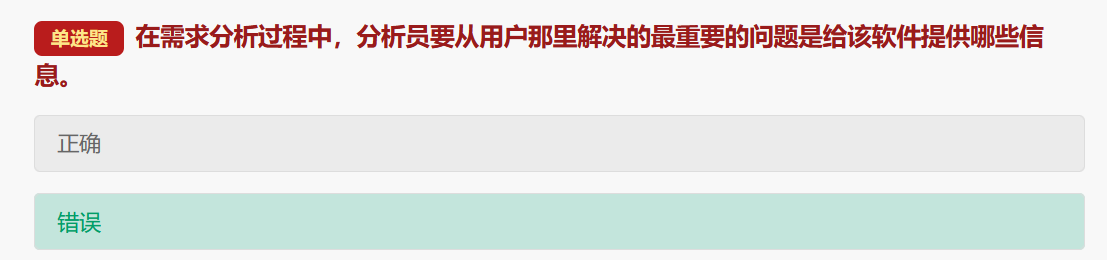 单选题 在需求分析过程中，分析员要从用户那里解决的最重要的问题是给该软件提供哪些信
息。
正确
错误